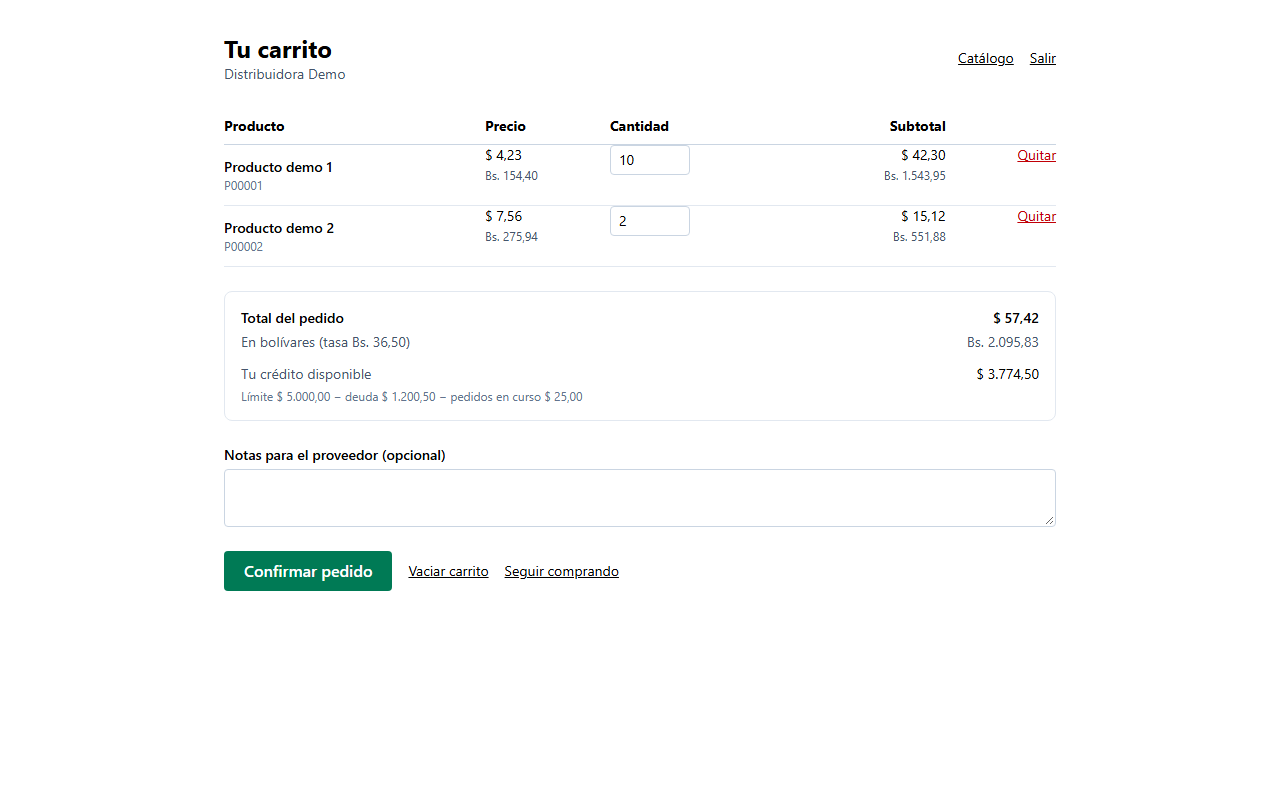 Tu carrito
Distribuidora Demo
Catálogo Salir
Producto Precio Cantidad Subtotal
Producto demo 1 $ 4,23 10 $ 42,30 Quitar
P00001 Bs. 154,40 Bs. 1.543,95
Producto demo 2 $ 7,56 2 $ 15,12 Quitar
P00002 Bs. 275,94 Bs. 551,88
Total del pedido $ 57,42
En bolívares (tasa Bs. 36,50) Bs. 2.095,83
Tu crédito disponible $ 3.774,50
Límite $ 5.000,00 − deuda $ 1.200,50 − pedidos en curso $ 25,00
Notas para el proveedor (opcional)
Confirmar pedido Vaciar carrito Seguir comprando